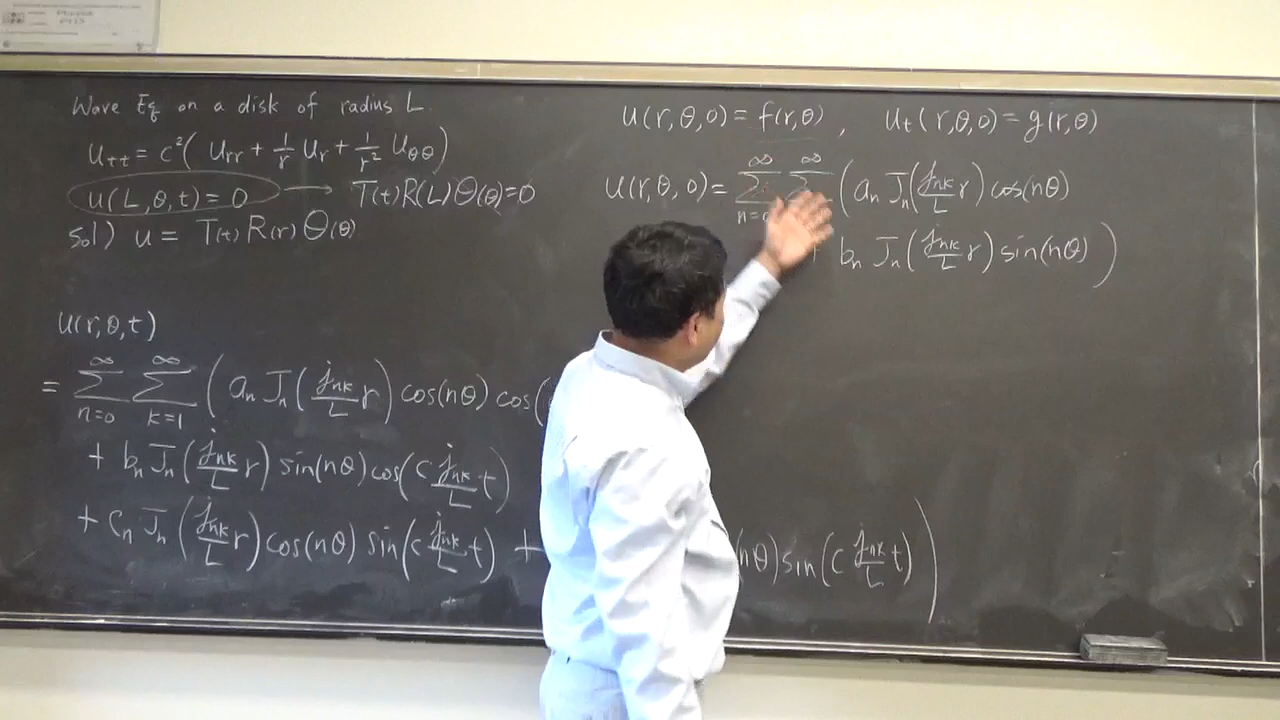 Wave Eq on a disk of radius L.
u_tt = c²( u_rr + 1/r u_r + 1/r² u_θθ )
u(L,θ,t) = 0 → T(t)R(L)Θ(θ)=0
sol) u = T(t) R(r) Θ(θ)
u(r,θ,t)
= ∑_{n=0}^∞ ∑_{k=1}^∞ ( a_n J_n( j_nk/L r ) cos(nθ) cos(
+ b_n J_n( j_nk/L r ) sin(nθ) cos( c j_nk/L t )
+ c_n J_n( j_nk/L r ) cos(nθ) sin( c j_nk/L t ) + nθ) sin( c j_nk/L t ) )
u(r,θ,0) = f(r,θ) , u_t(r,θ,0) = g(r,θ)
u(r,θ,0) = ∑_{n=0}^∞ ∑^∞ ( a_n J_n( j_nk/L r ) cos(nθ)
+ b_n J_n( j_nk/L r ) sin(nθ) )